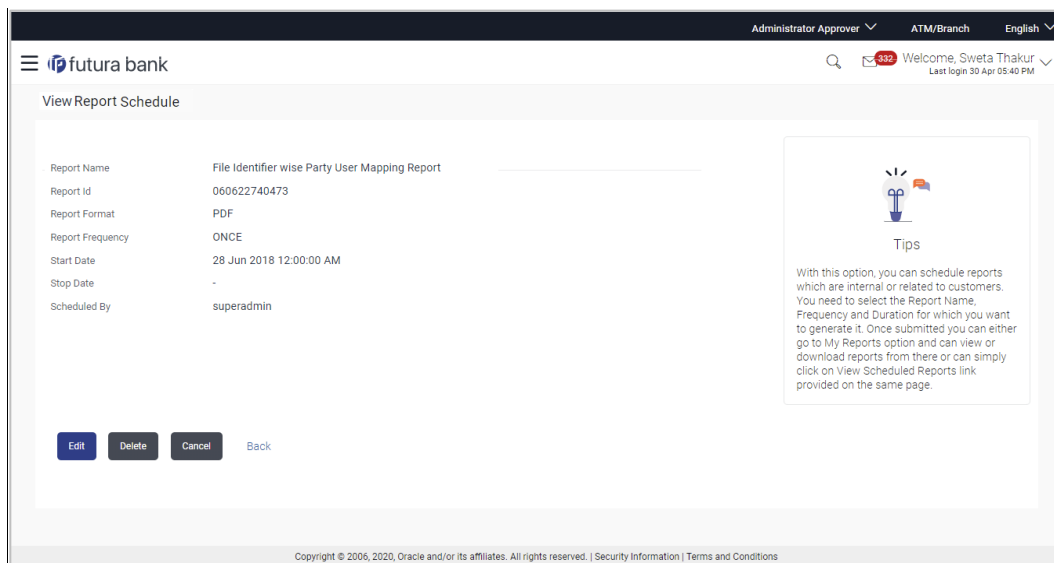 Administrator Approver ATM/Branch English
futura bank 332 Welcome, Sweta Thakur
Last login 30 Apr 05:40 PM
View Report Schedule
Report Name File Identifier wise Party User Mapping Report
Report Id 060622740473
Report Format PDF
Report Frequency ONCE
Start Date 28 Jun 2018 12:00:00 AM
Stop Date -
Scheduled By superadmin
Tips
With this option, you can schedule reports
which are internal or related to customers.
You need to select the Report Name,
Frequency and Duration for which you want
to generate it. Once submitted you can either
go to My Reports option and can view or
download reports from there or can simply
click on View Scheduled Reports link
provided on the same page.
Edit Delete Cancel Back
Copyright © 2006, 2020, Oracle and/or its affiliates. All rights reserved. | Security Information | Terms and Conditions